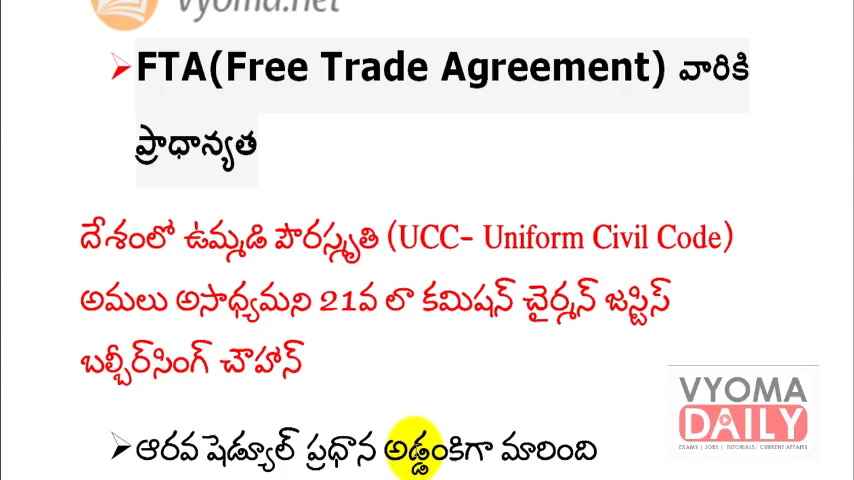 vyoma.net
FTA(Free Trade Agreement) వారికి
ప్రాధాన్యత
దేశంలో ఉమ్మడి పౌరస్మృతి (UCC- Uniform Civil Code)
అమలు అసాధ్యమని 21వ లా కమిషన్ చైర్మన్ జస్టిస్
బల్బీర్‌సింగ్ చౌహాన్
VYOMA
DAILY
EXAMS | JOBS | TUTORIALS| CURRENT AFFAIRS
ఆరవ షెడ్యూల్ ప్రధాన అడ్డంకిగా మారింది